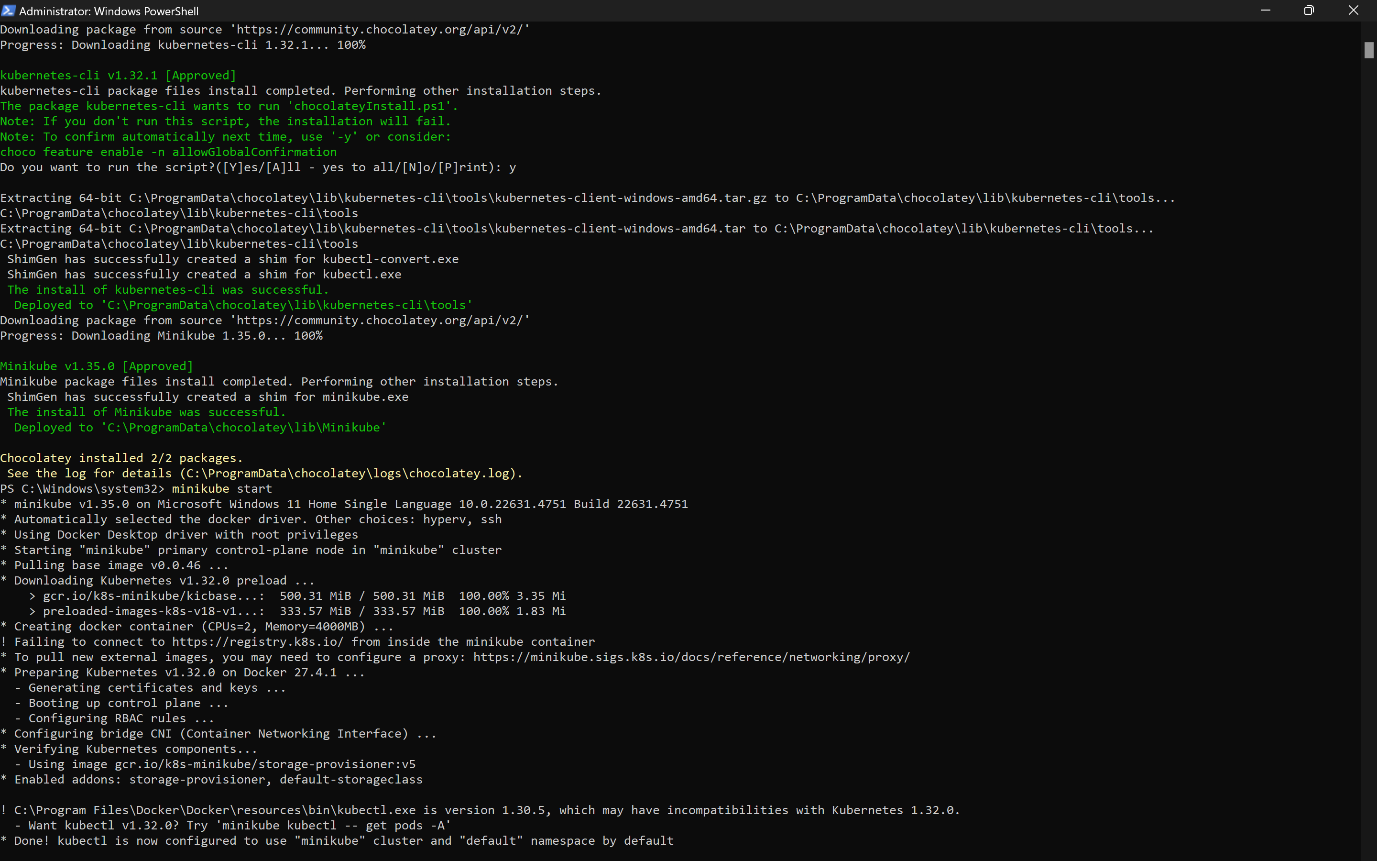 Administrator: Windows PowerShell
Downloading package from source 'https://community.chocolatey.org/api/v2/'
Progress: Downloading kubernetes-cli 1.32.1... 100%
kubernetes-cli v1.32.1 [Approved]
kubernetes-cli package files install completed. Performing other installation steps.
The package kubernetes-cli wants to run 'chocolateyInstall.ps1'.
Note: If you don't run this script, the installation will fail.
Note: To confirm automatically next time, use '-y' or consider:
choco feature enable -n allowGlobalConfirmation
Do you want to run the script?([Y]es/[A]ll - yes to all/[N]o/[P]rint): y
Extracting 64-bit C:\ProgramData\chocolatey\lib\kubernetes-cli\tools\kubernetes-client-windows-amd64.tar.gz to C:\ProgramData\chocolatey\lib\kubernetes-cli\tools...
C:\ProgramData\chocolatey\lib\kubernetes-cli\tools
Extracting 64-bit C:\ProgramData\chocolatey\lib\kubernetes-cli\tools\kubernetes-client-windows-amd64.tar to C:\ProgramData\chocolatey\lib\kubernetes-cli\tools...
C:\ProgramData\chocolatey\lib\kubernetes-cli\tools
 ShimGen has successfully created a shim for kubectl-convert.exe
 ShimGen has successfully created a shim for kubectl.exe
 The install of kubernetes-cli was successful.
  Deployed to 'C:\ProgramData\chocolatey\lib\kubernetes-cli\tools'
Downloading package from source 'https://community.chocolatey.org/api/v2/'
Progress: Downloading Minikube 1.35.0... 100%
Minikube v1.35.0 [Approved]
Minikube package files install completed. Performing other installation steps.
 ShimGen has successfully created a shim for minikube.exe
 The install of Minikube was successful.
  Deployed to 'C:\ProgramData\chocolatey\lib\Minikube'
Chocolatey installed 2/2 packages.
 See the log for details (C:\ProgramData\chocolatey\logs\chocolatey.log).
PS C:\Windows\system32> minikube start
* minikube v1.35.0 on Microsoft Windows 11 Home Single Language 10.0.22631.4751 Build 22631.4751
* Automatically selected the docker driver. Other choices: hyperv, ssh
* Using Docker Desktop driver with root privileges
* Starting "minikube" primary control-plane node in "minikube" cluster
* Pulling base image v0.0.46 ...
* Downloading Kubernetes v1.32.0 preload ...
    > gcr.io/k8s-minikube/kicbase...:  500.31 MiB / 500.31 MiB  100.00% 3.35 Mi
    > preloaded-images-k8s-v18-v1...:  333.57 MiB / 333.57 MiB  100.00% 1.83 Mi
* Creating docker container (CPUs=2, Memory=4000MB) ...
! Failing to connect to https://registry.k8s.io/ from inside the minikube container
* To pull new external images, you may need to configure a proxy: https://minikube.sigs.k8s.io/docs/reference/networking/proxy/
* Preparing Kubernetes v1.32.0 on Docker 27.4.1 ...
  - Generating certificates and keys ...
  - Booting up control plane ...
  - Configuring RBAC rules ...
* Configuring bridge CNI (Container Networking Interface) ...
* Verifying Kubernetes components...
  - Using image gcr.io/k8s-minikube/storage-provisioner:v5
* Enabled addons: storage-provisioner, default-storageclass
! C:\Program Files\Docker\Docker\resources\bin\kubectl.exe is version 1.30.5, which may have incompatibilities with Kubernetes 1.32.0.
  - Want kubectl v1.32.0? Try 'minikube kubectl -- get pods -A'
* Done! kubectl is now configured to use "minikube" cluster and "default" namespace by default